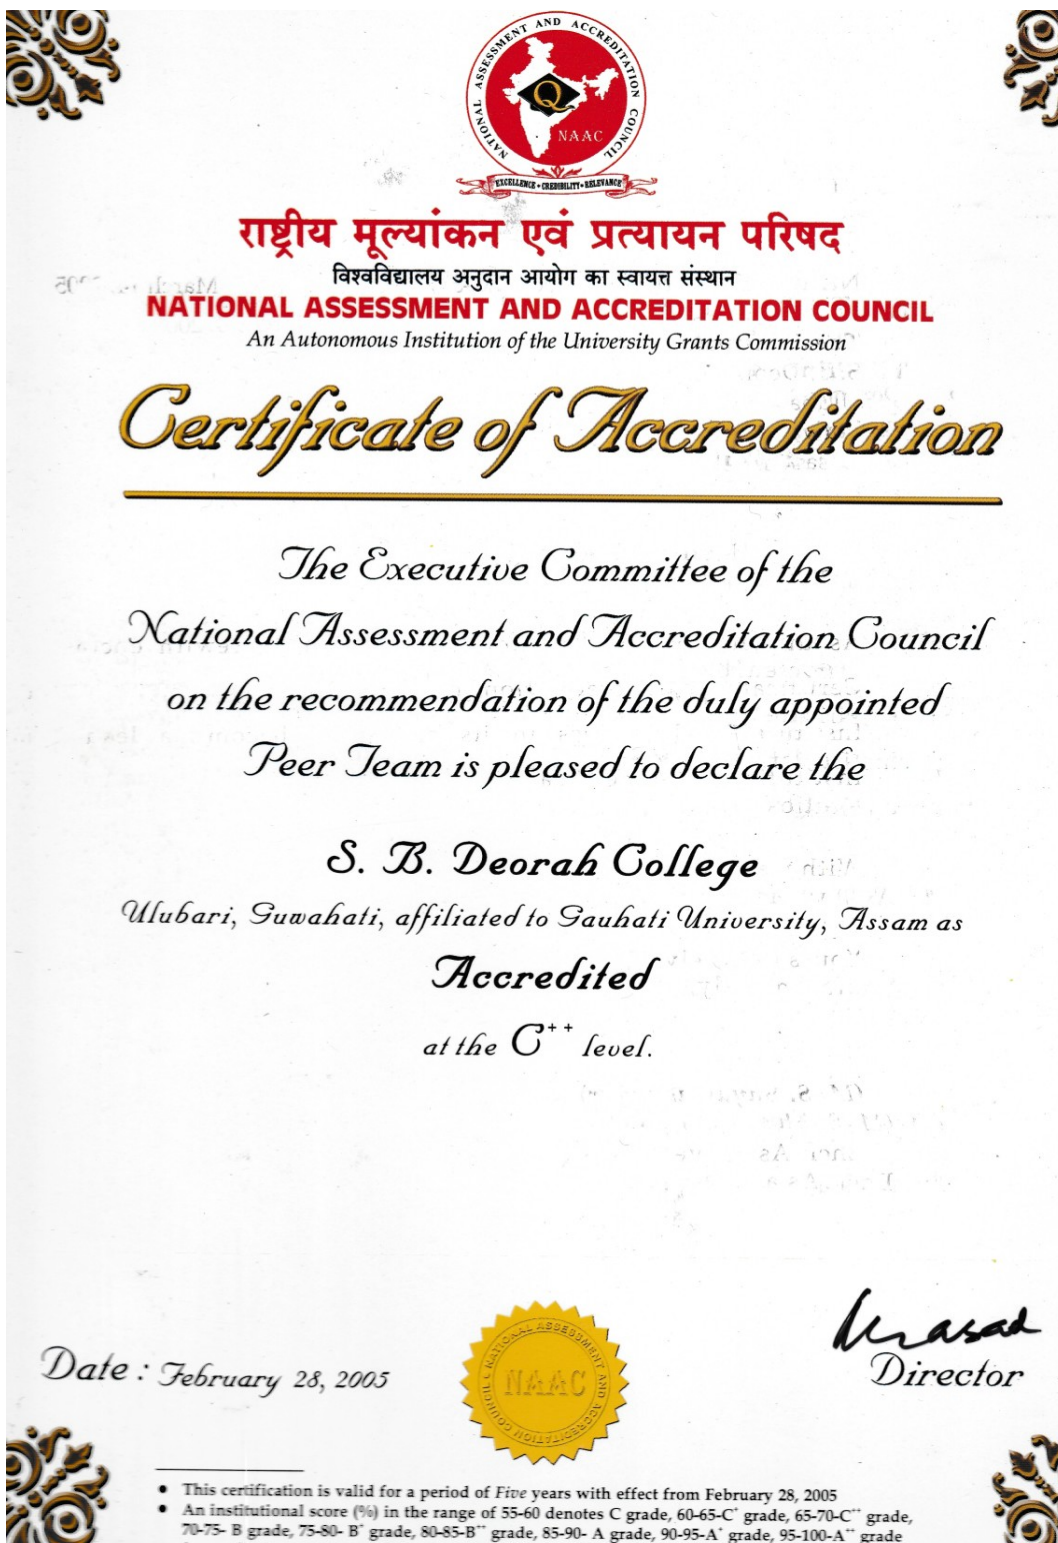 NATIONAL ASSESSMENT AND ACCREDITATION COUNCIL
Q
NAAC
EXCELLENCE • CREDIBILITY • RELEVANCE
राष्ट्रीय मूल्यांकन एवं प्रत्यायन परिषद
विश्वविद्यालय अनुदान आयोग का स्वायत्त संस्थान
NATIONAL ASSESSMENT AND ACCREDITATION COUNCIL
An Autonomous Institution of the University Grants Commission
Certificate of Accreditation
The Executive Committee of the
National Assessment and Accreditation Council
on the recommendation of the duly appointed
Peer Team is pleased to declare the
S. B. Deorah College
Ulubari, Guwahati, affiliated to Gauhati University, Assam as
Accredited
at the C++ level.
Date : February 28, 2005
NATIONAL ASSESSMENT AND ACCREDITATION COUNCIL
NAAC
Director
• This certification is valid for a period of Five years with effect from February 28, 2005
• An institutional score (%) in the range of 55-60 denotes C grade, 60-65-C+ grade, 65-70-C++ grade,
70-75- B grade, 75-80- B+ grade, 80-85-B++ grade, 85-90- A grade, 90-95-A+ grade, 95-100-A++ grade